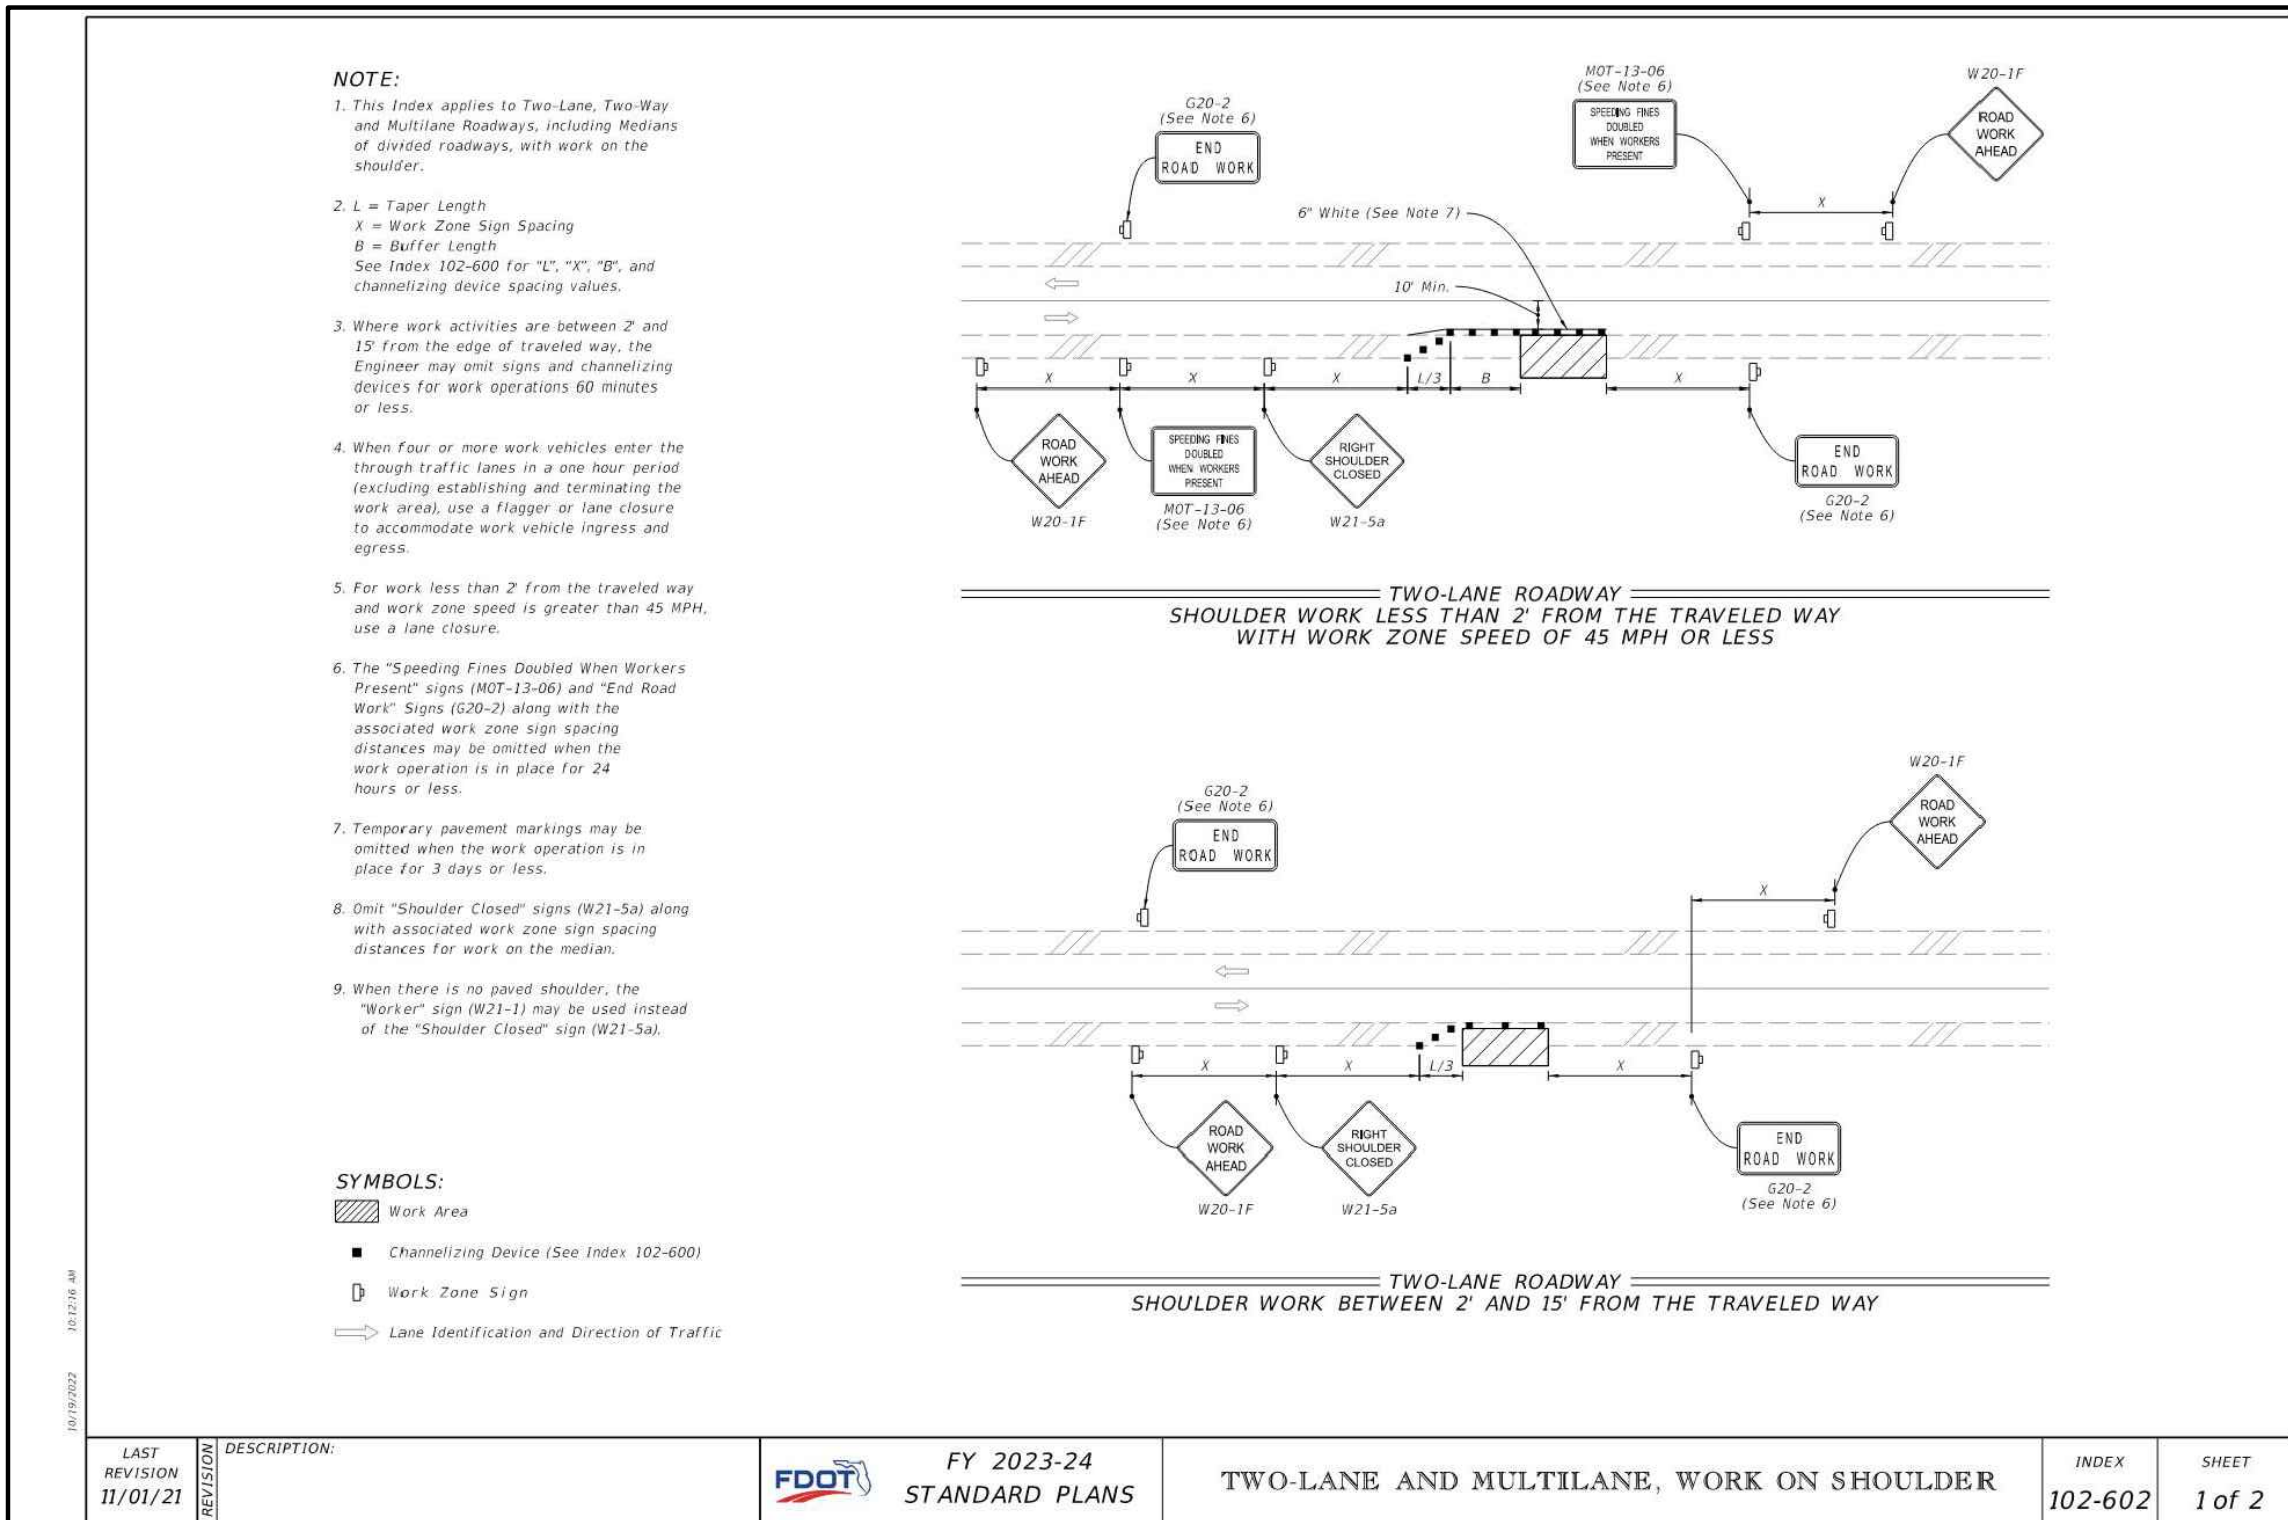 NOTE:
1. This Index applies to Two-Lane, Two-Way
and Multilane Roadways, including Medians
of divided roadways, with work on the
shoulder.
2. L = Taper Length
X = Work Zone Sign Spacing
B = Buffer Length
See Index 102-600 for "L", "X", "B", and
channelizing device spacing values.
3. Where work activities are between 2' and
15' from the edge of traveled way, the
Engineer may omit signs and channelizing
devices for work operations 60 minutes
or less.
4. When four or more work vehicles enter the
through traffic lanes in a one hour period
(excluding establishing and terminating the
work area), use a flagger or lane closure
to accommodate work vehicle ingress and
egress.
5. For work less than 2' from the traveled way
and work zone speed is greater than 45 MPH,
use a lane closure.
6. The "Speeding Fines Doubled When Workers
Present" signs (MOT-13-06) and "End Road
Work" Signs (G20-2) along with the
associated work zone sign spacing
distances may be omitted when the
work operation is in place for 24
hours or less.
7. Temporary pavement markings may be
omitted when the work operation is in
place for 3 days or less.
8. Omit "Shoulder Closed" signs (W21-5a) along
with associated work zone sign spacing
distances for work on the median.
9. When there is no paved shoulder, the
"Worker" sign (W21-1) may be used instead
of the "Shoulder Closed" sign (W21-5a).
SYMBOLS:
Work Area
Channelizing Device (See Index 102-600)
Work Zone Sign
Lane Identification and Direction of Traffic
G20-2
(See Note 6)
END
ROAD WORK
MOT-13-06
(See Note 6)
SPEEDING FINES
DOUBLED
WHEN WORKERS
PRESENT
W20-1F
ROAD
WORK
AHEAD
X
6" White (See Note 7)
10' Min.
X
X
X
L/3
B
X
ROAD
WORK
AHEAD
W20-1F
SPEEDING FINES
DOUBLED
WHEN WORKERS
PRESENT
MOT-13-06
(See Note 6)
RIGHT
SHOULDER
CLOSED
W21-5a
END
ROAD WORK
G20-2
(See Note 6)
TWO-LANE ROADWAY
SHOULDER WORK LESS THAN 2' FROM THE TRAVELED WAY
WITH WORK ZONE SPEED OF 45 MPH OR LESS
G20-2
(See Note 6)
END
ROAD WORK
W20-1F
ROAD
WORK
AHEAD
X
X
X
L/3
X
ROAD
WORK
AHEAD
W20-1F
RIGHT
SHOULDER
CLOSED
W21-5a
END
ROAD WORK
G20-2
(See Note 6)
TWO-LANE ROADWAY
SHOULDER WORK BETWEEN 2' AND 15' FROM THE TRAVELED WAY
10/19/2022 10:12:16 AM
LAST
REVISION
11/01/21
REVISION
DESCRIPTION:
FDOT
FY 2023-24
STANDARD PLANS
TWO-LANE AND MULTILANE, WORK ON SHOULDER
INDEX
102-602
SHEET
1 of 2